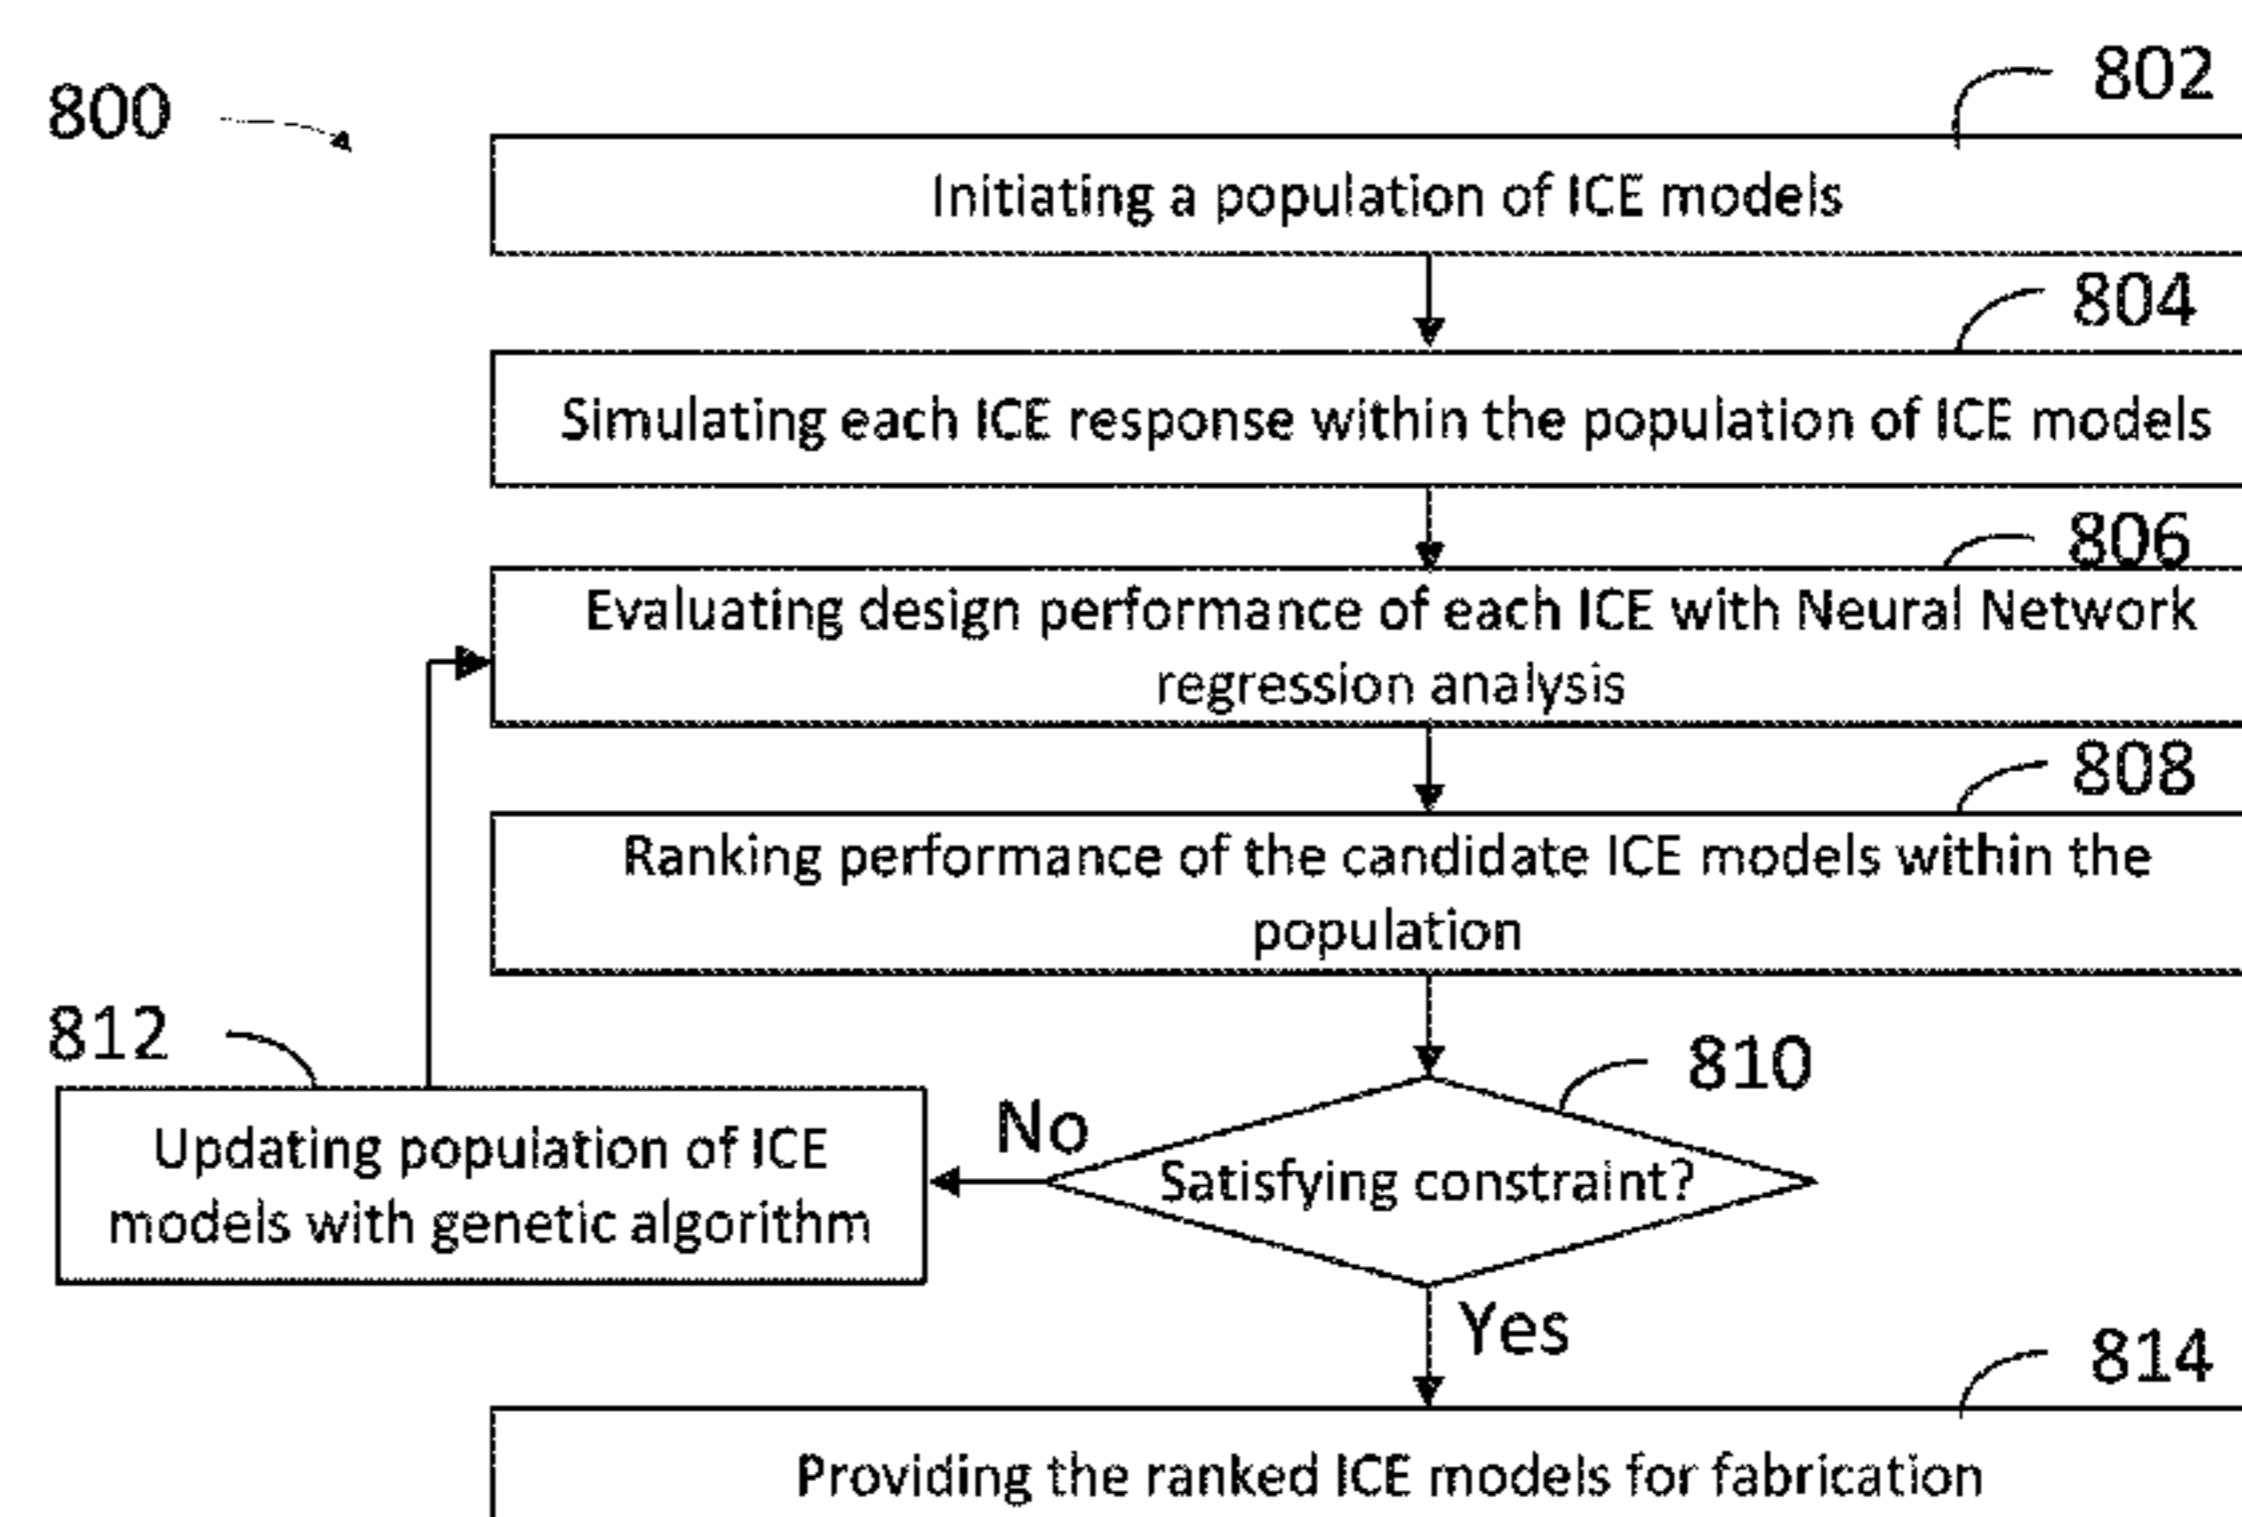 800
802
Initiating a population of ICE models
804
Simulating each ICE response within the population of ICE models
806
Evaluating design performance of each ICE with Neural Network
regression analysis
808
Ranking performance of the candidate ICE models within the
population
812
810
No
Updating population of ICE
models with genetic algorithm
Satisfying constraint?
Yes
814
Providing the ranked ICE models for fabrication